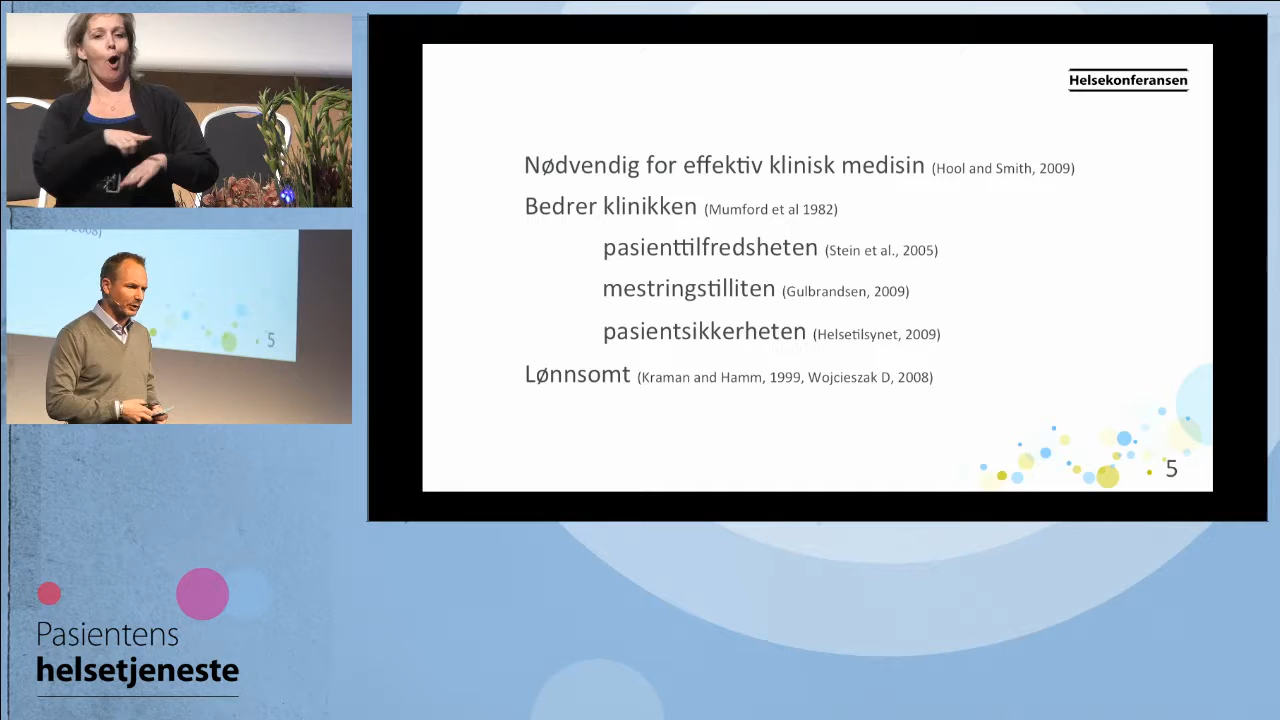 Helsekonferansen
Nødvendig for effektiv klinisk medisin (Hool and Smith, 2009)
Bedrer klinikken (Mumford et al 1982)
pasienttilfredsheten (Stein et al., 2005)
mestringstilliten (Gulbrandsen, 2009)
pasientsikkerheten (Helsetilsynet, 2009)
Lønnsomt (Kraman and Hamm, 1999, Wojcieszak D, 2008)
5
2008)
5
Pasientens
helsetjeneste